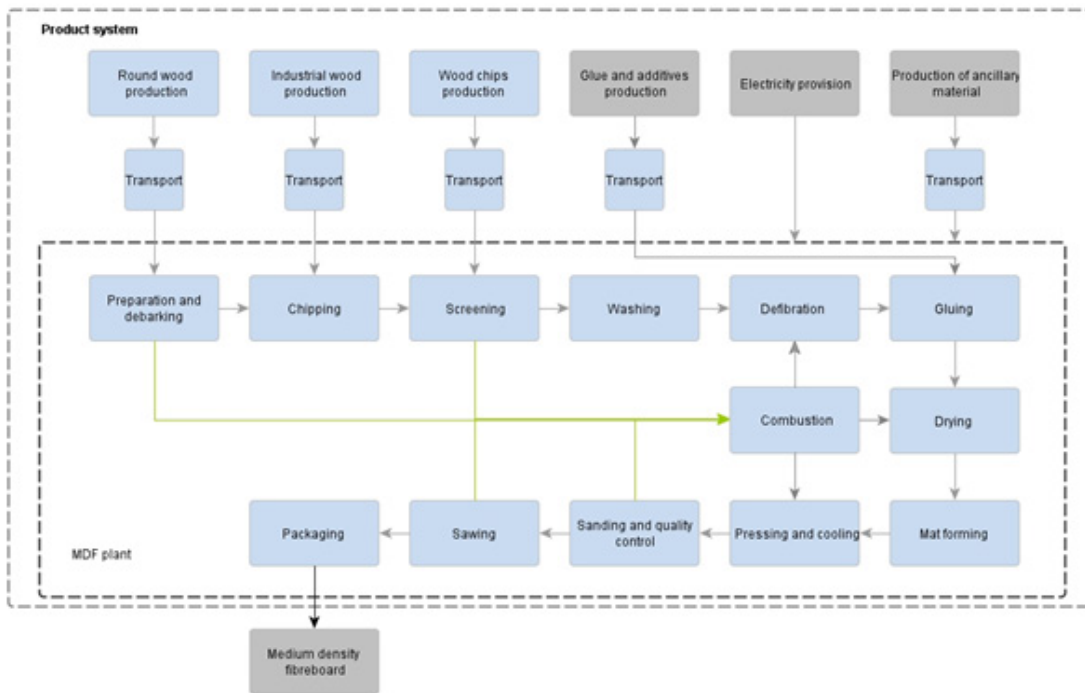 Product system
Round wood
production
Industrial wood
production
Wood chips
production
Glue and additives
production
Electricity provision
Production of ancillary
material
Transport
Transport
Transport
Transport
Transport
Preparation and
debarking
Chipping
Screening
Washing
Defibration
Gluing
Combustion
Drying
Packaging
Sawing
Sanding and quality
control
Pressing and cooling
Mat forming
MDF plant
Medium density
fibreboard